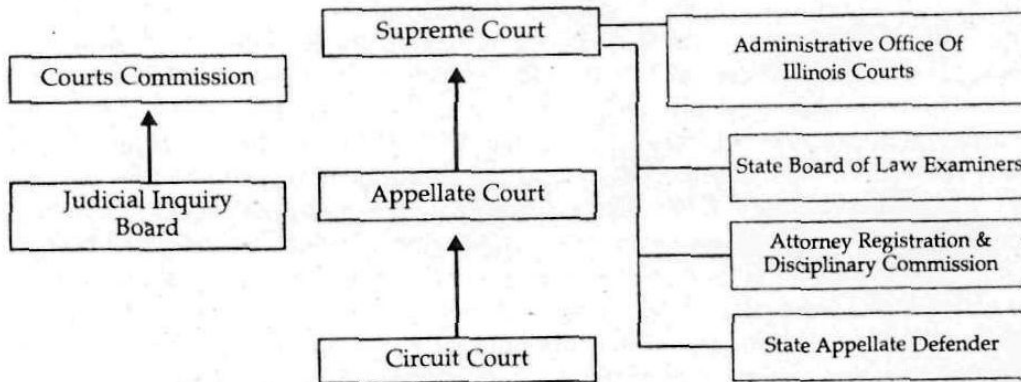 Supreme Court
Administrative Office Of
Illinois Courts
Courts Commission
State Board of Law Examiners
Judicial Inquiry
Board
Appellate Court
Attorney Registration &
Disciplinary Commission
Circuit Court
State Appellate Defender